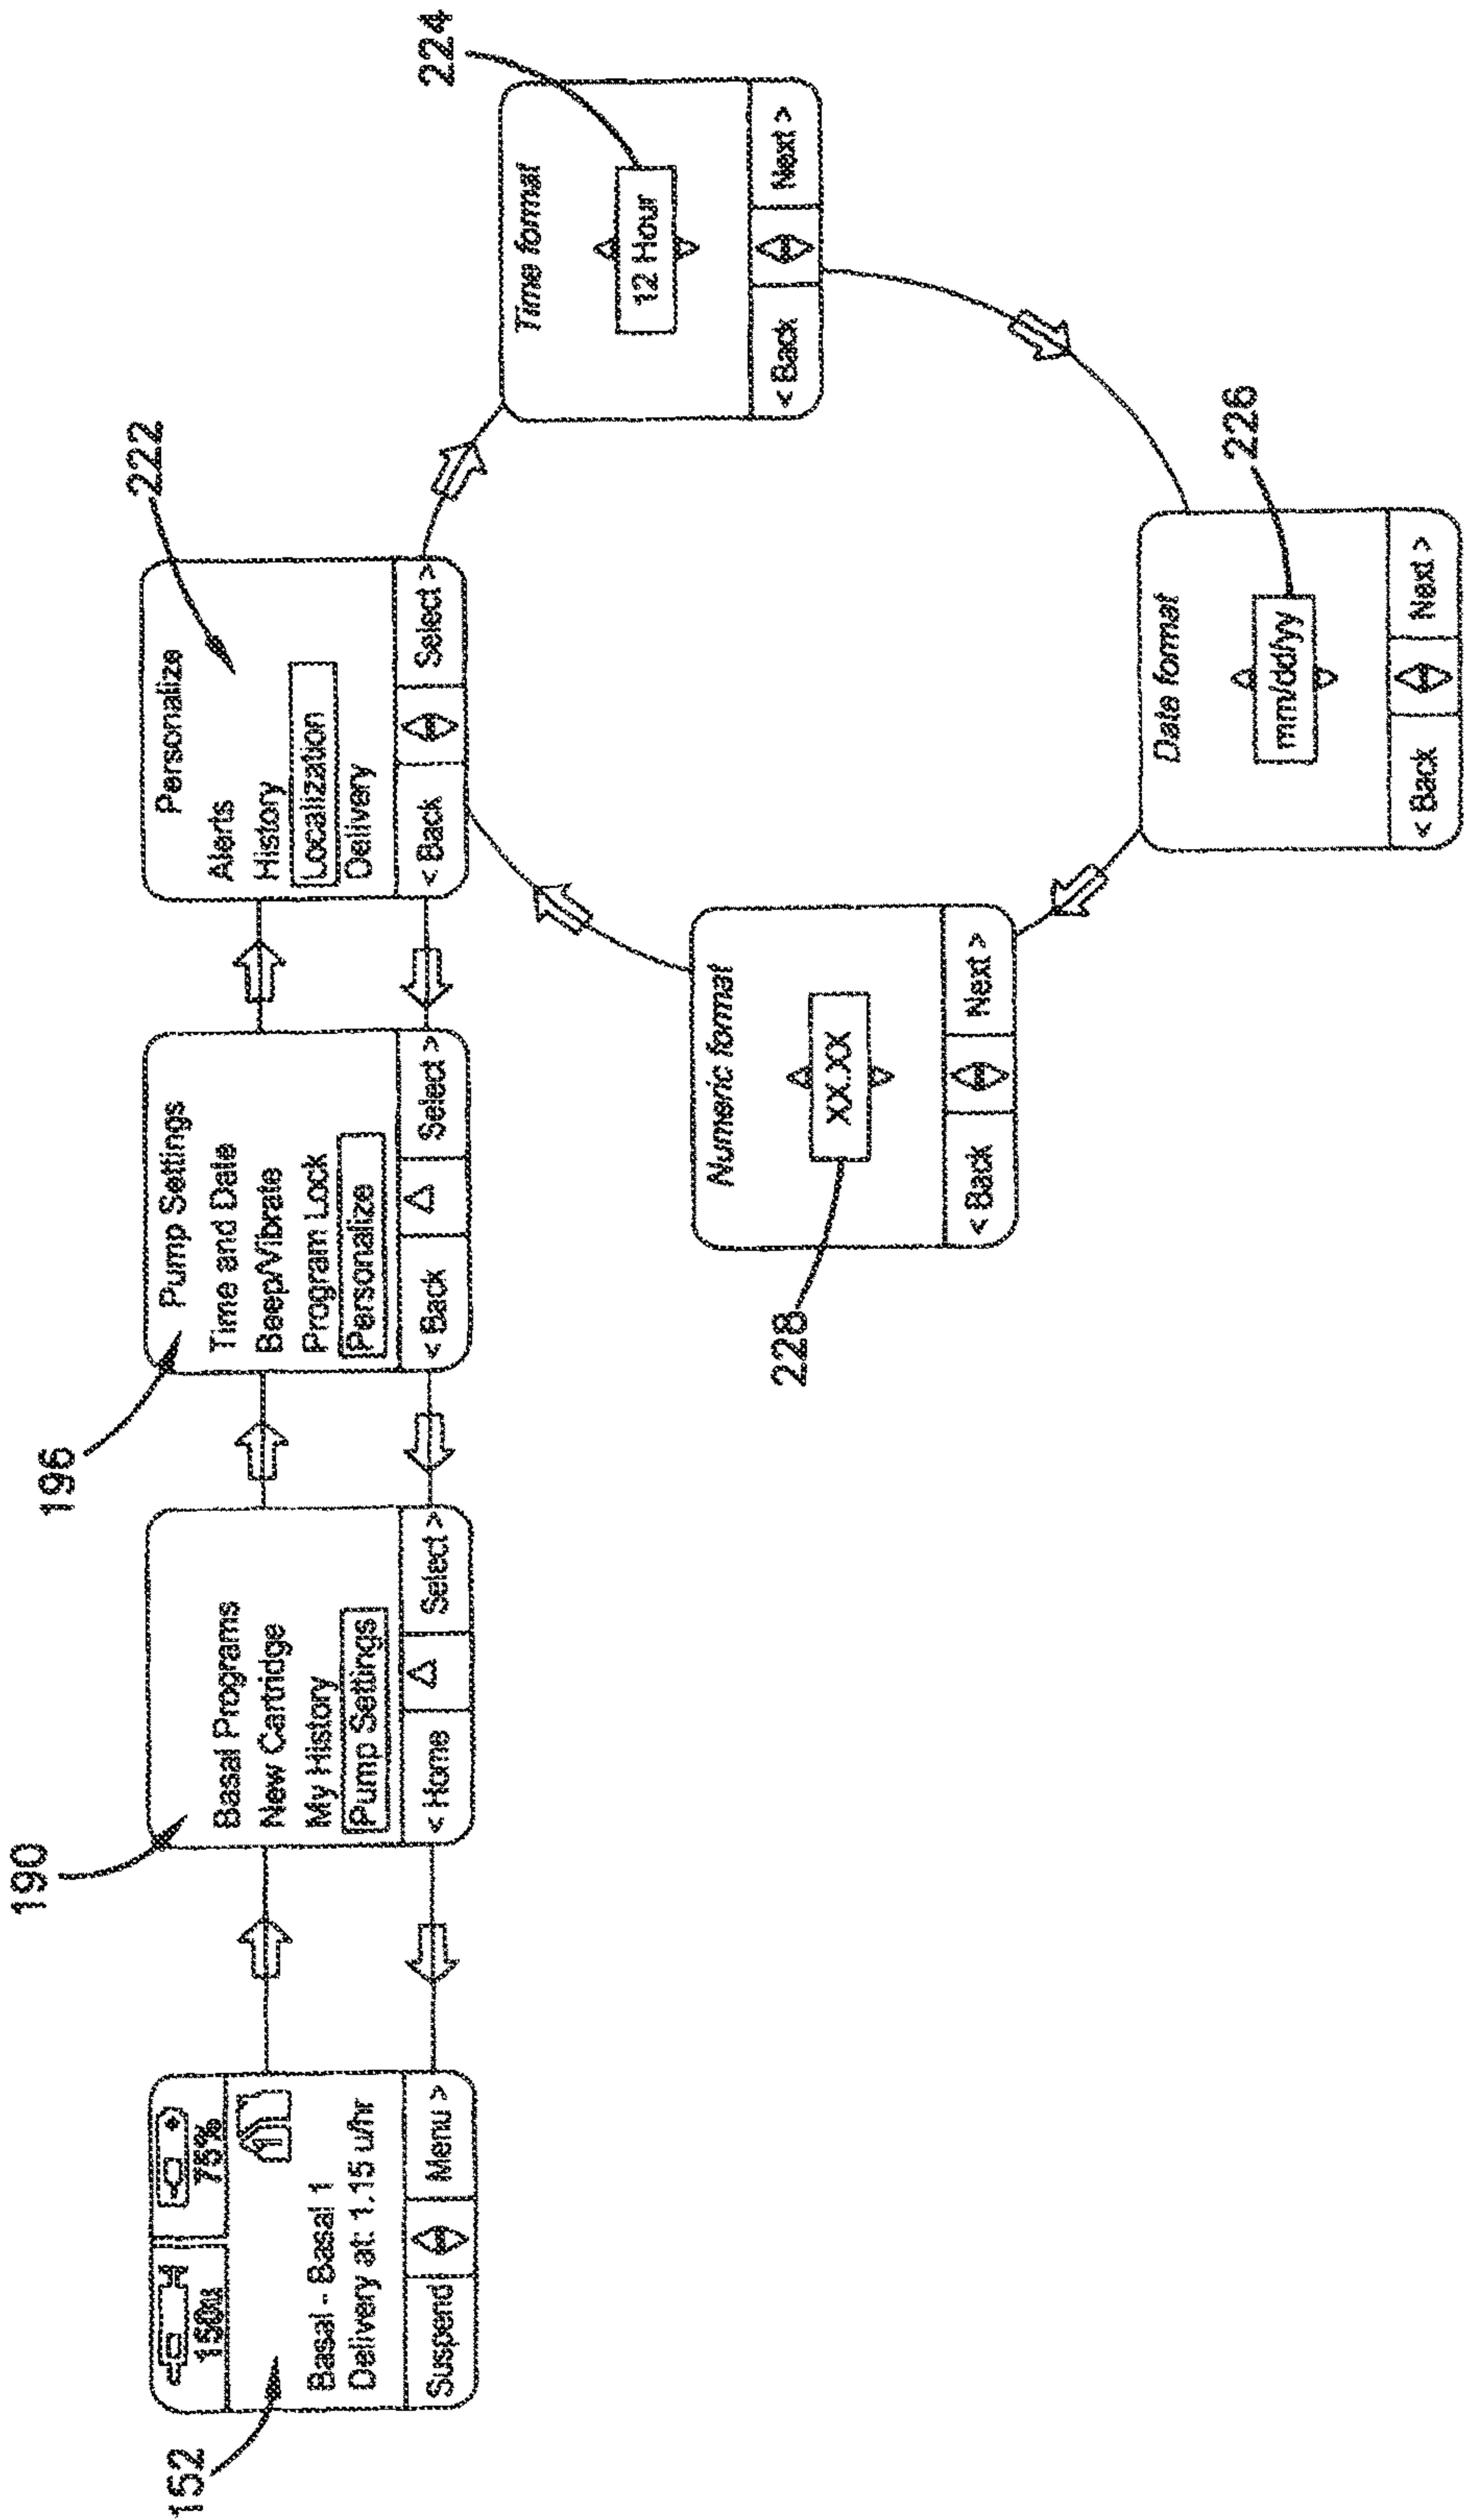 152
150u
75%
Basal - Basal 1
Delivery at: 1.15 u/hr
Suspend
Menu >
190
Basal Programs
New Cartridge
My History
Pump Settings
< Home
Select >
196
Pump Settings
Time and Date
Beep/Vibrate
Program Lock
Personalize
< Back
Select >
222
Personalize
Alerts
History
Localization
Delivery
< Back
Select >
224
Time format
12 Hour
< Back
Next >
226
Date format
mm/dd/yy
< Back
Next >
228
Numeric format
XX.XX
< Back
Next >